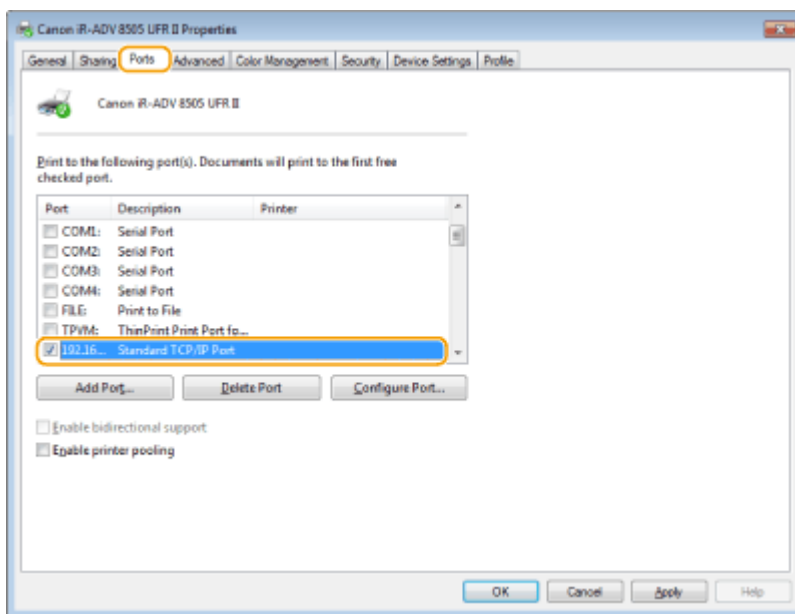 Canon iR-ADV 8505 UFR II Properties
General Sharing Ports Advanced Color Management Security Device Settings Profile
Canon iR-ADV 8505 UFR II
Print to the following port(s). Documents will print to the first free
checked port.
Port Description Printer
COM1: Serial Port
COM2: Serial Port
COM3: Serial Port
COM4: Serial Port
FILE: Print to File
TPVM: ThinPrint Print Port fo...
192.16... Standard TCP/IP Port
Add Port... Delete Port Configure Port...
Enable bidirectional support
Enable printer pooling
OK Cancel Apply Help